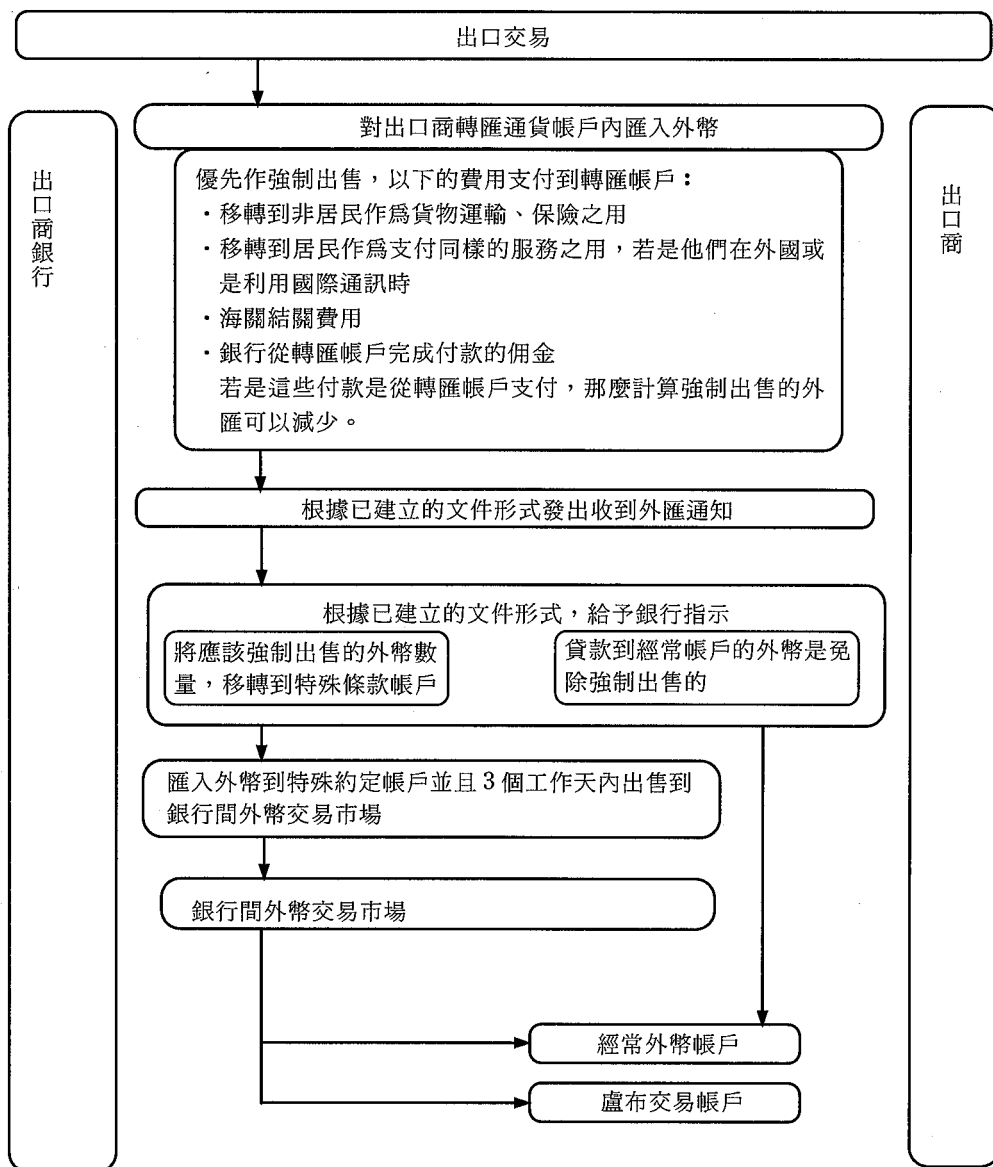 出口交易
對出口商轉匯通貨帳戶內匯入外幣
出口商銀行
出口商
優先作強制出售，以下的費用支付到轉匯帳戶：
・移轉到非居民作爲貨物運輸、保險之用
・移轉到居民作爲支付同樣的服務之用，若是他們在外國或
是利用國際通訊時
・海關結關費用
・銀行從轉匯帳戶完成付款的佣金
若是這些付款是從轉匯帳戶支付，那麼計算強制出售的外
匯可以減少。
根據已建立的文件形式發出收到外匯通知
根據已建立的文件形式，給予銀行指示
將應該強制出售的外幣數
量，移轉到特殊條款帳戶
貸款到經常帳戶的外幣是免
除強制出售的
匯入外幣到特殊約定帳戶並且 3 個工作天內出售到
銀行間外幣交易市場
銀行間外幣交易市場
經常外幣帳戶
盧布交易帳戶